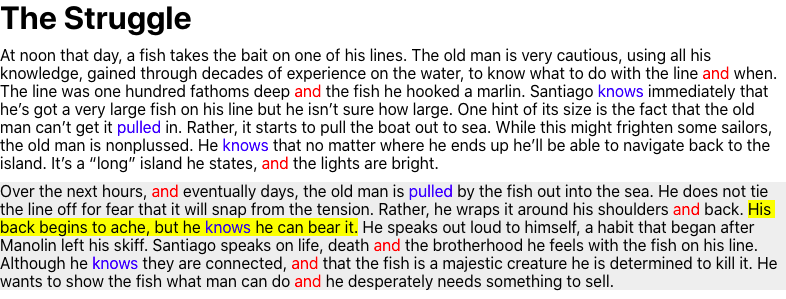 The Struggle
At noon that day, a fish takes the bait on one of his lines. The old man is very cautious, using all his
knowledge, gained through decades of experience on the water, to know what to do with the line and when.
The line was one hundred fathoms deep and the fish he hooked a marlin. Santiago knows immediately that
he’s got a very large fish on his line but he isn’t sure how large. One hint of its size is the fact that the old
man can’t get it pulled in. Rather, it starts to pull the boat out to sea. While this might frighten some sailors,
the old man is nonplussed. He knows that no matter where he ends up he’ll be able to navigate back to the
island. It’s a “long” island he states, and the lights are bright.
Over the next hours, and eventually days, the old man is pulled by the fish out into the sea. He does not tie
the line off for fear that it will snap from the tension. Rather, he wraps it around his shoulders and back. His
back begins to ache, but he knows he can bear it. He speaks out loud to himself, a habit that began after
Manolin left his skiff. Santiago speaks on life, death and the brotherhood he feels with the fish on his line.
Although he knows they are connected, and that the fish is a majestic creature he is determined to kill it. He
wants to show the fish what man can do and he desperately needs something to sell.